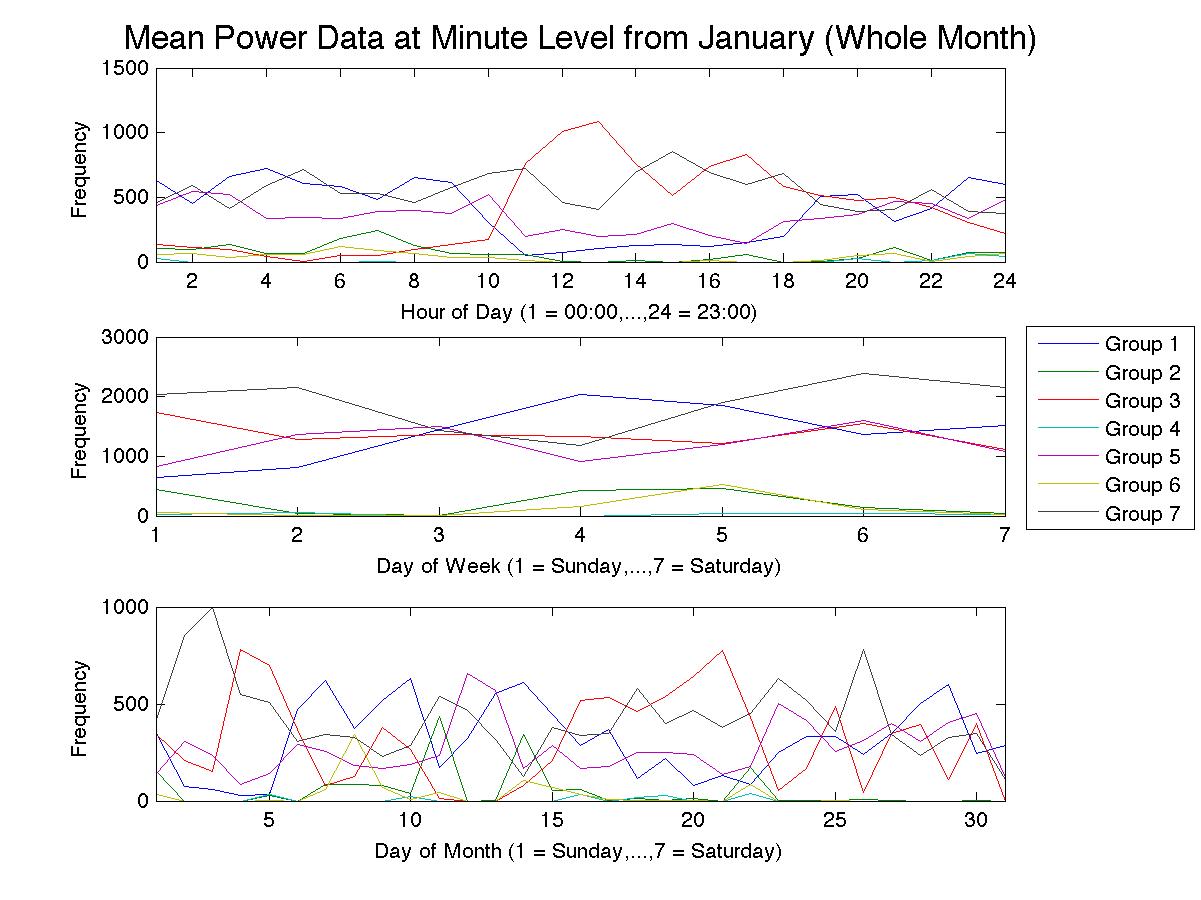 Mean Power Data at Minute Level from January (Whole Month)
1500
1000
500
0
Frequency
2 4 6 8 10 12 14 16 18 20 22 24
Hour of Day (1 = 00:00,...,24 = 23:00)
3000
2000
1000
0
Frequency
1 2 3 4 5 6 7
Day of Week (1 = Sunday,...,7 = Saturday)
Group 1
Group 2
Group 3
Group 4
Group 5
Group 6
Group 7
1000
500
0
Frequency
5 10 15 20 25 30
Day of Month (1 = Sunday,...,7 = Saturday)